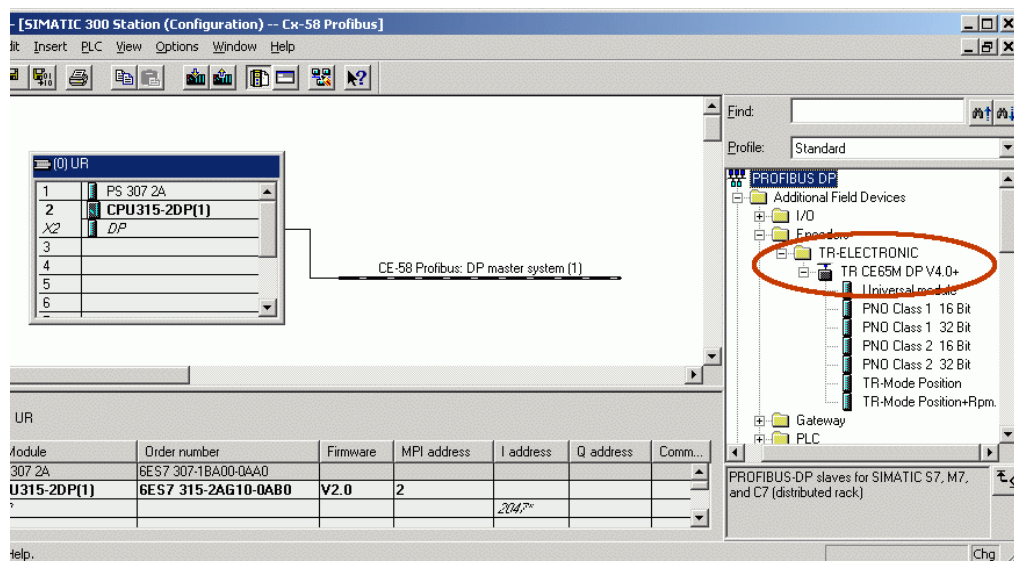 - [SIMATIC 300 Station (Configuration) -- Cx-58 Profibus]
dit Insert PLC View Options Window Help
Find:
Profile: Standard
(0) UR
1 PS 307 2A
2 CPU315-2DP(1)
X2 DP
3
4
5
6
CE-58 Profibus: DP master system (1)
PROFIBUS DP
Additional Field Devices
I/O
Encoders
TR-ELECTRONIC
TR CE65M DP V4.0+
Universal module
PNO Class 1 16 Bit
PNO Class 1 32 Bit
PNO Class 2 16 Bit
PNO Class 2 32 Bit
TR-Mode Position
TR-Mode Position+Rpm.
Gateway
PLC
UR
Module Order number Firmware MPI address I address Q address Comm...
307 2A 6ES7 307-1BA00-0AA0
U315-2DP(1) 6ES7 315-2AG10-0AB0 V2.0 2
2047*
PROFIBUS-DP slaves for SIMATIC S7, M7,
and C7 (distributed rack)
Help.
Chg